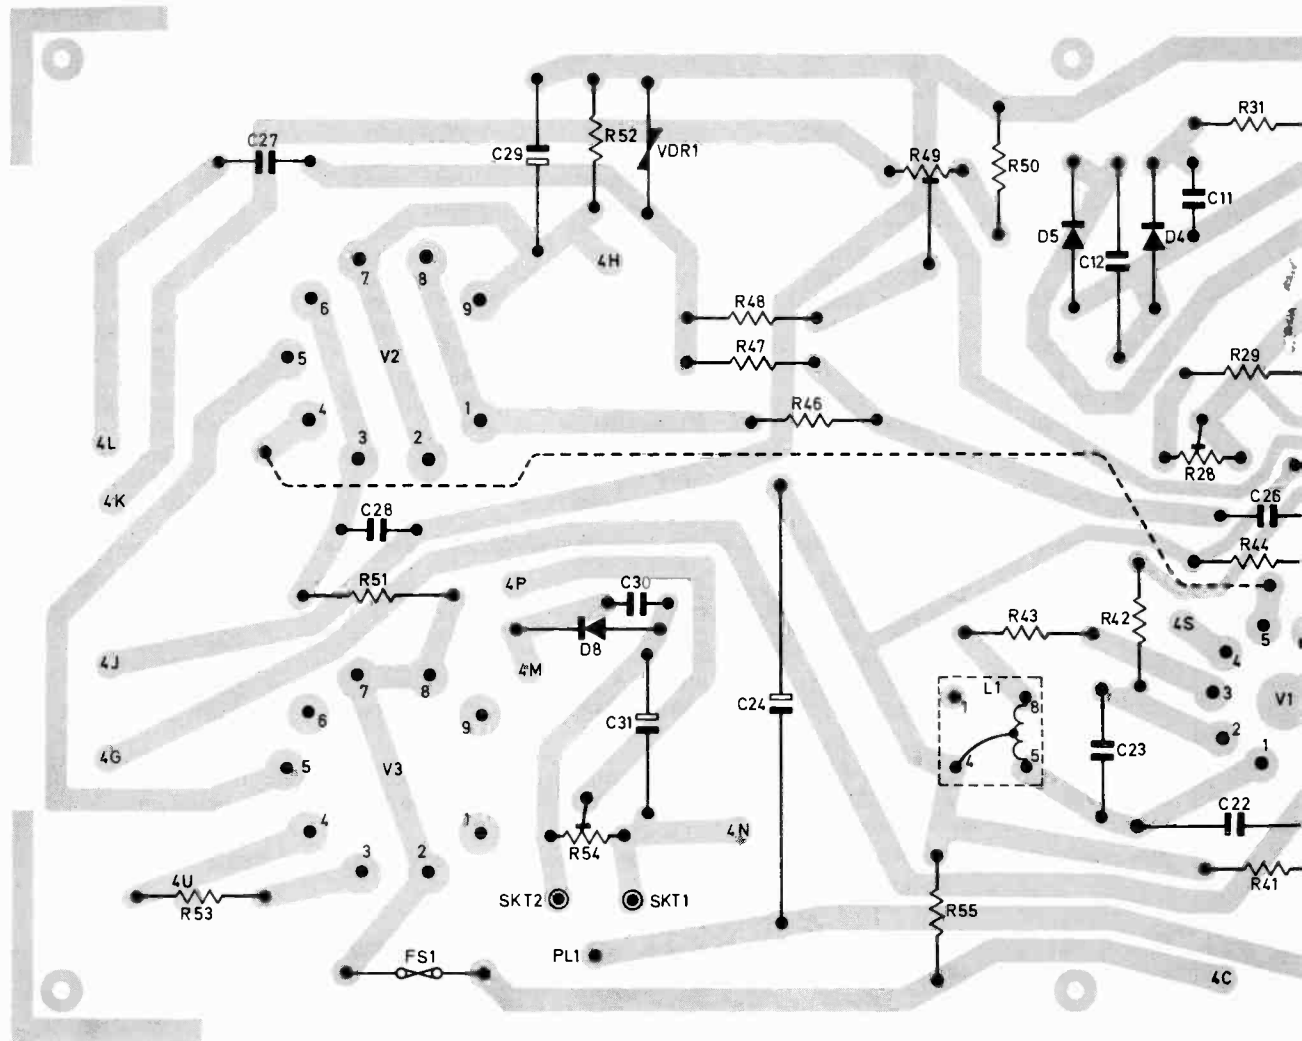 R31
C27
C29
R52
VDR1
R49
R50
C11
D5
C12
D4
4H
7
8
6
9
R48
5
V2
R47
R29
4
1
R46
4L
3
2
R28
4K
C28
C26
R44
R51
4P
C30
R43
R42
4S
5
D8
4
4J
4M
7
8
L1
3
V1
6
9
C31
C24
1
8
2
4G
5
V3
4
5
C23
1
4
1
4N
C22
3
2
R54
4U
R53
SKT2
SKT1
R55
R41
FS1
PL1
4C